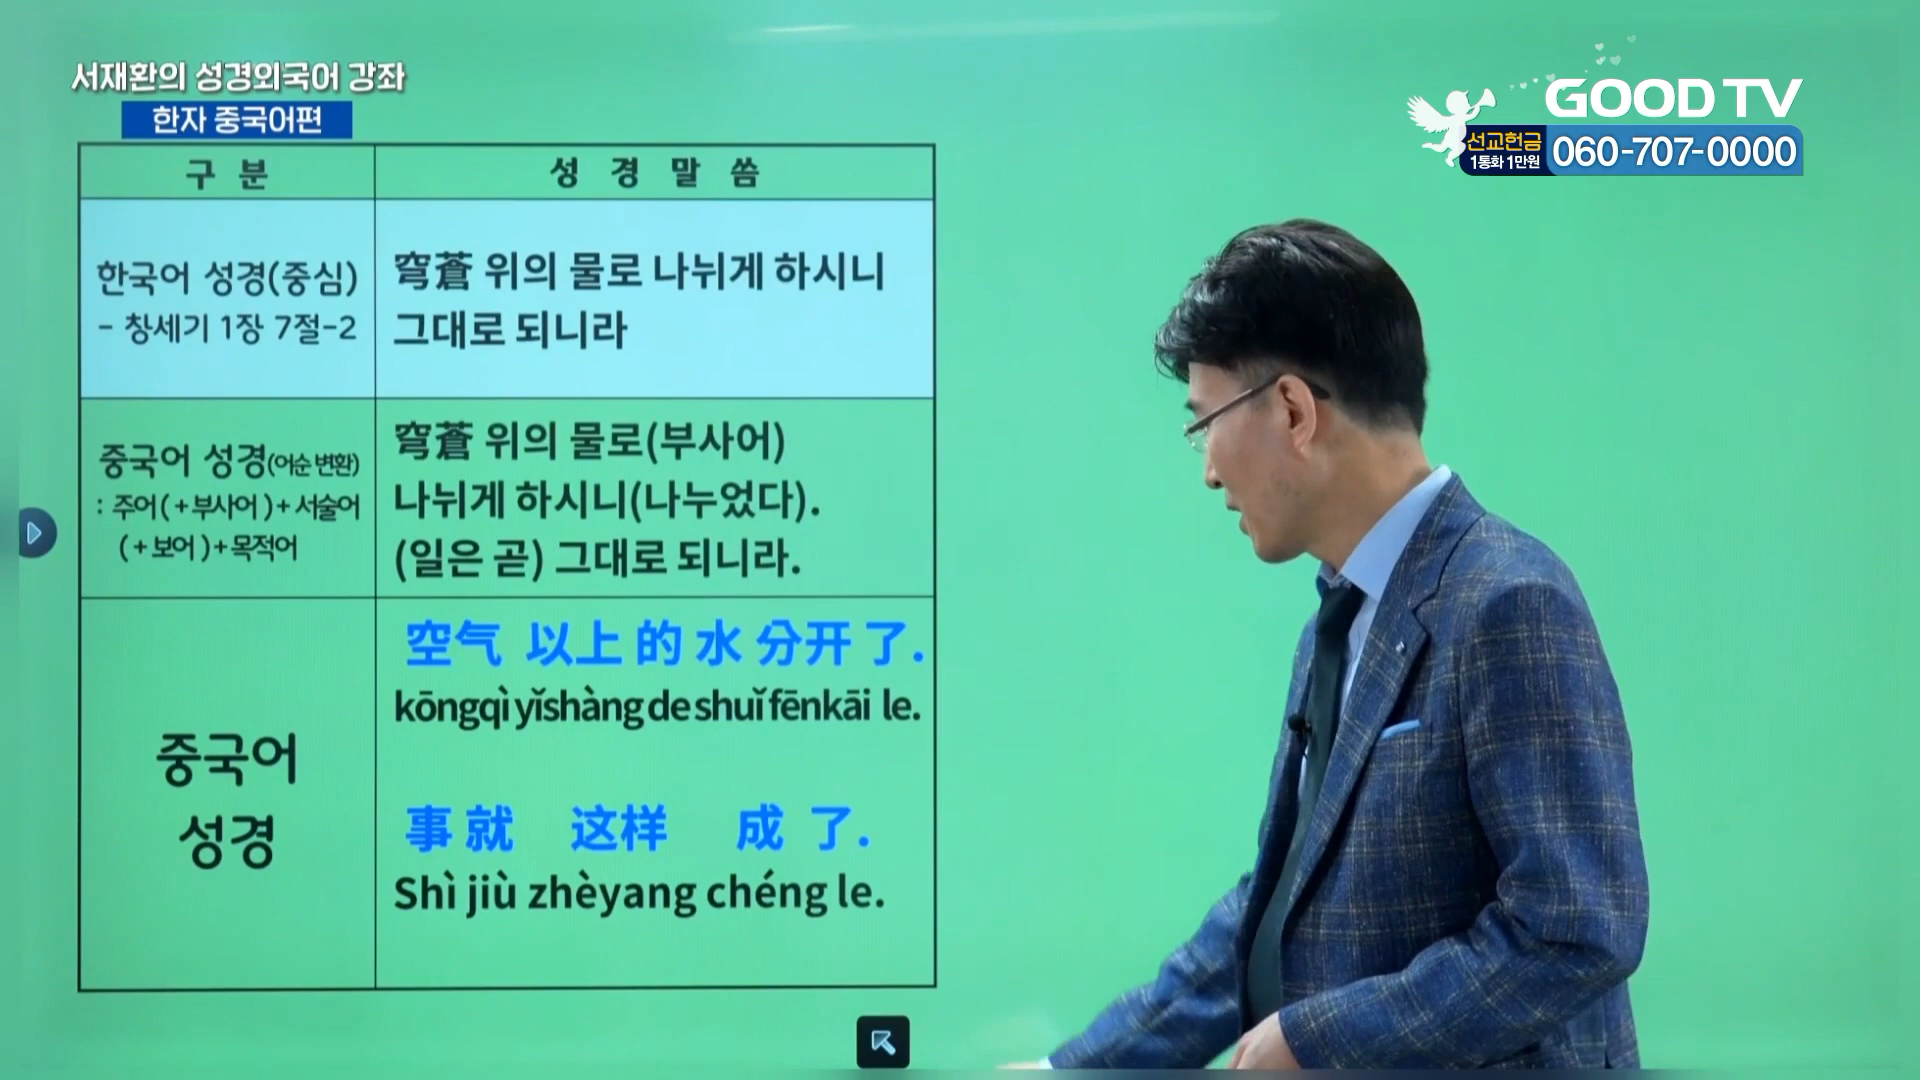 서재환의 성경외국어 강좌
한자 중국어편
GOOD TV
선교헌금
1통화 1만원
060-707-0000
구 분
성 경 말 씀
한국어 성경(중심)
- 창세기 1장 7절-2
穹蒼 위의 물로 나뉘게 하시니
그대로 되니라
중국어 성경(어순 변환)
: 주어 ( + 부사어 ) + 서술어
( + 보어 ) + 목적어
穹蒼 위의 물로(부사어)
나뉘게 하시니(나누었다).
(일은 곧) 그대로 되니라.
중국어
성경
空气 以上 的 水 分开 了.
kōngqì yǐshàng de shuǐ fēnkāi le.
事 就 这样 成 了.
Shì jiù zhèyang chéng le.